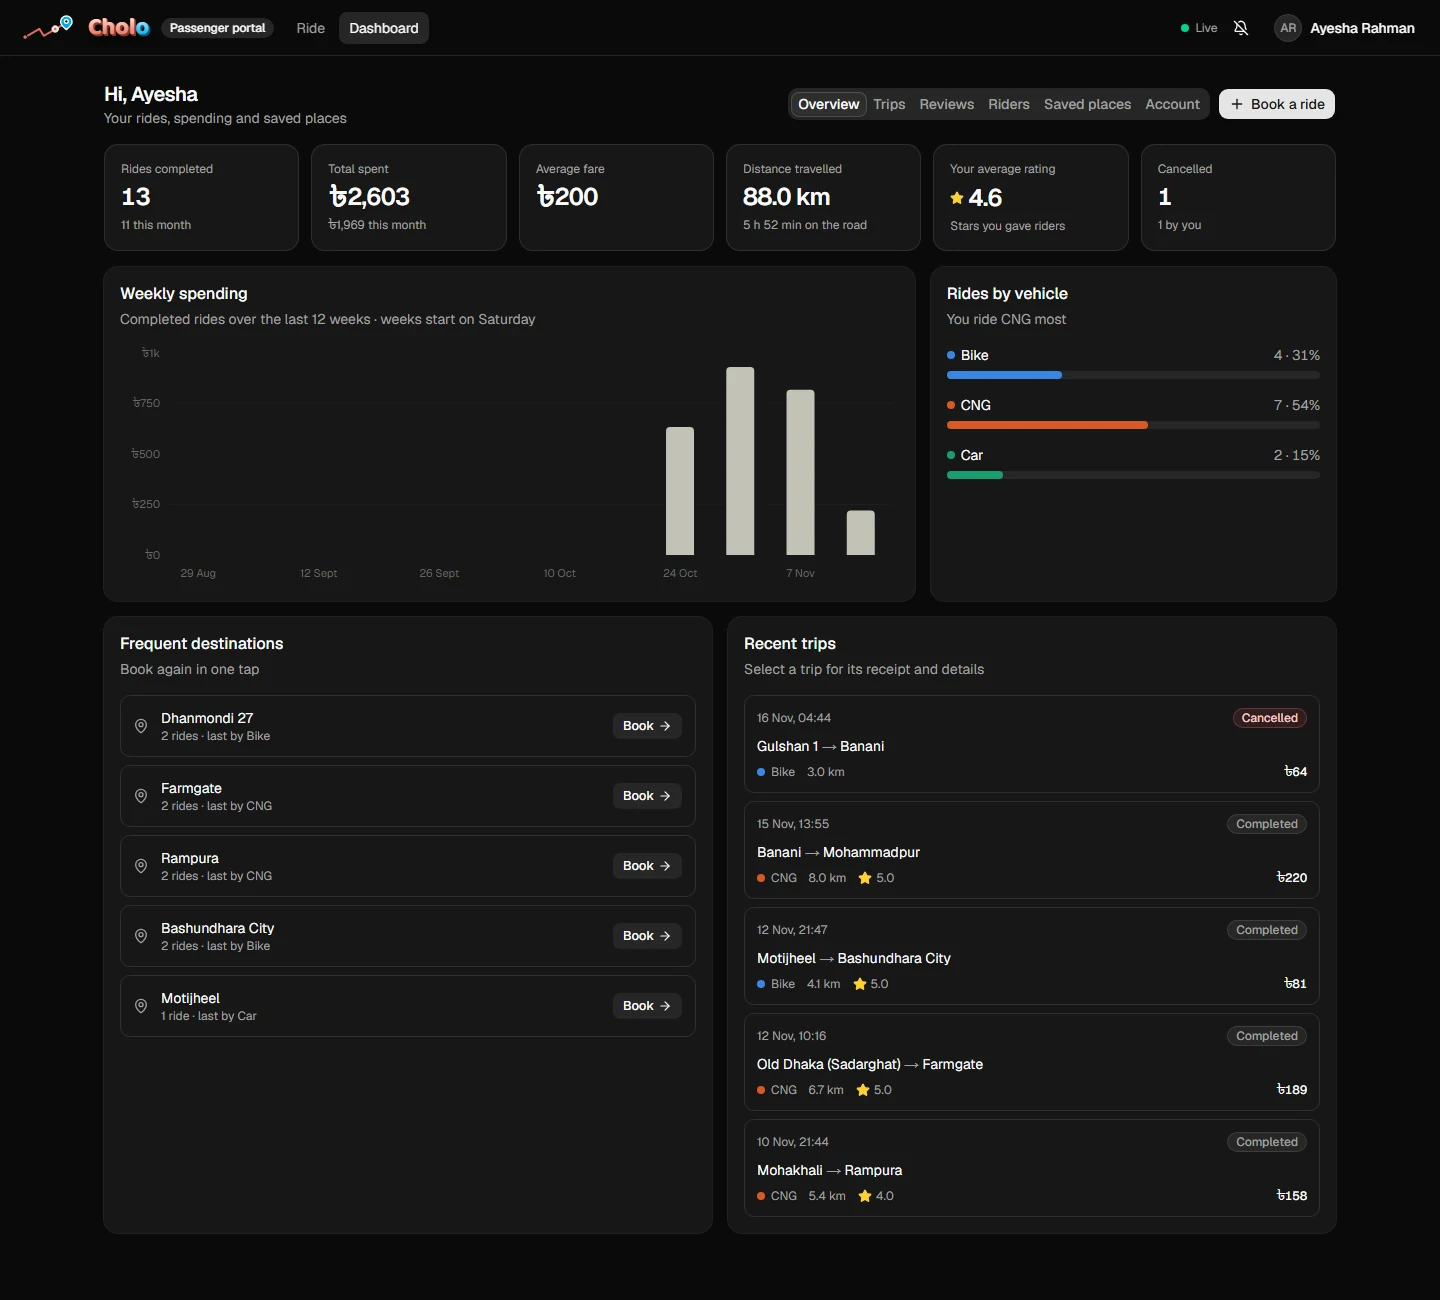 Cholo Passenger portal Ride Dashboard Live AR Ayesha Rahman
Hi, Ayesha
Your rides, spending and saved places
Overview Trips Reviews Riders Saved places Account + Book a ride
Rides completed
13
11 this month
Total spent
৳2,603
৳1,969 this month
Average fare
৳200
Distance travelled
88.0 km
5 h 52 min on the road
Your average rating
4.6
Stars you gave riders
Cancelled
1
1 by you
Weekly spending
Completed rides over the last 12 weeks · weeks start on Saturday
৳1k
৳750
৳500
৳250
৳0
29 Aug 12 Sept 26 Sept 10 Oct 24 Oct 7 Nov
Rides by vehicle
You ride CNG most
Bike 4 · 31%
CNG 7 · 54%
Car 2 · 15%
Frequent destinations
Book again in one tap
Dhanmondi 27
2 rides · last by Bike
Book →
Farmgate
2 rides · last by CNG
Book →
Rampura
2 rides · last by CNG
Book →
Bashundhara City
2 rides · last by Bike
Book →
Motijheel
1 ride · last by Car
Book →
Recent trips
Select a trip for its receipt and details
16 Nov, 04:44 Cancelled
Gulshan 1 → Banani
Bike 3.0 km ৳64
15 Nov, 13:55 Completed
Banani → Mohammadpur
CNG 8.0 km 5.0 ৳220
12 Nov, 21:47 Completed
Motijheel → Bashundhara City
Bike 4.1 km 5.0 ৳81
12 Nov, 10:16 Completed
Old Dhaka (Sadarghat) → Farmgate
CNG 6.7 km 5.0 ৳189
10 Nov, 21:44 Completed
Mohakhali → Rampura
CNG 5.4 km 4.0 ৳158